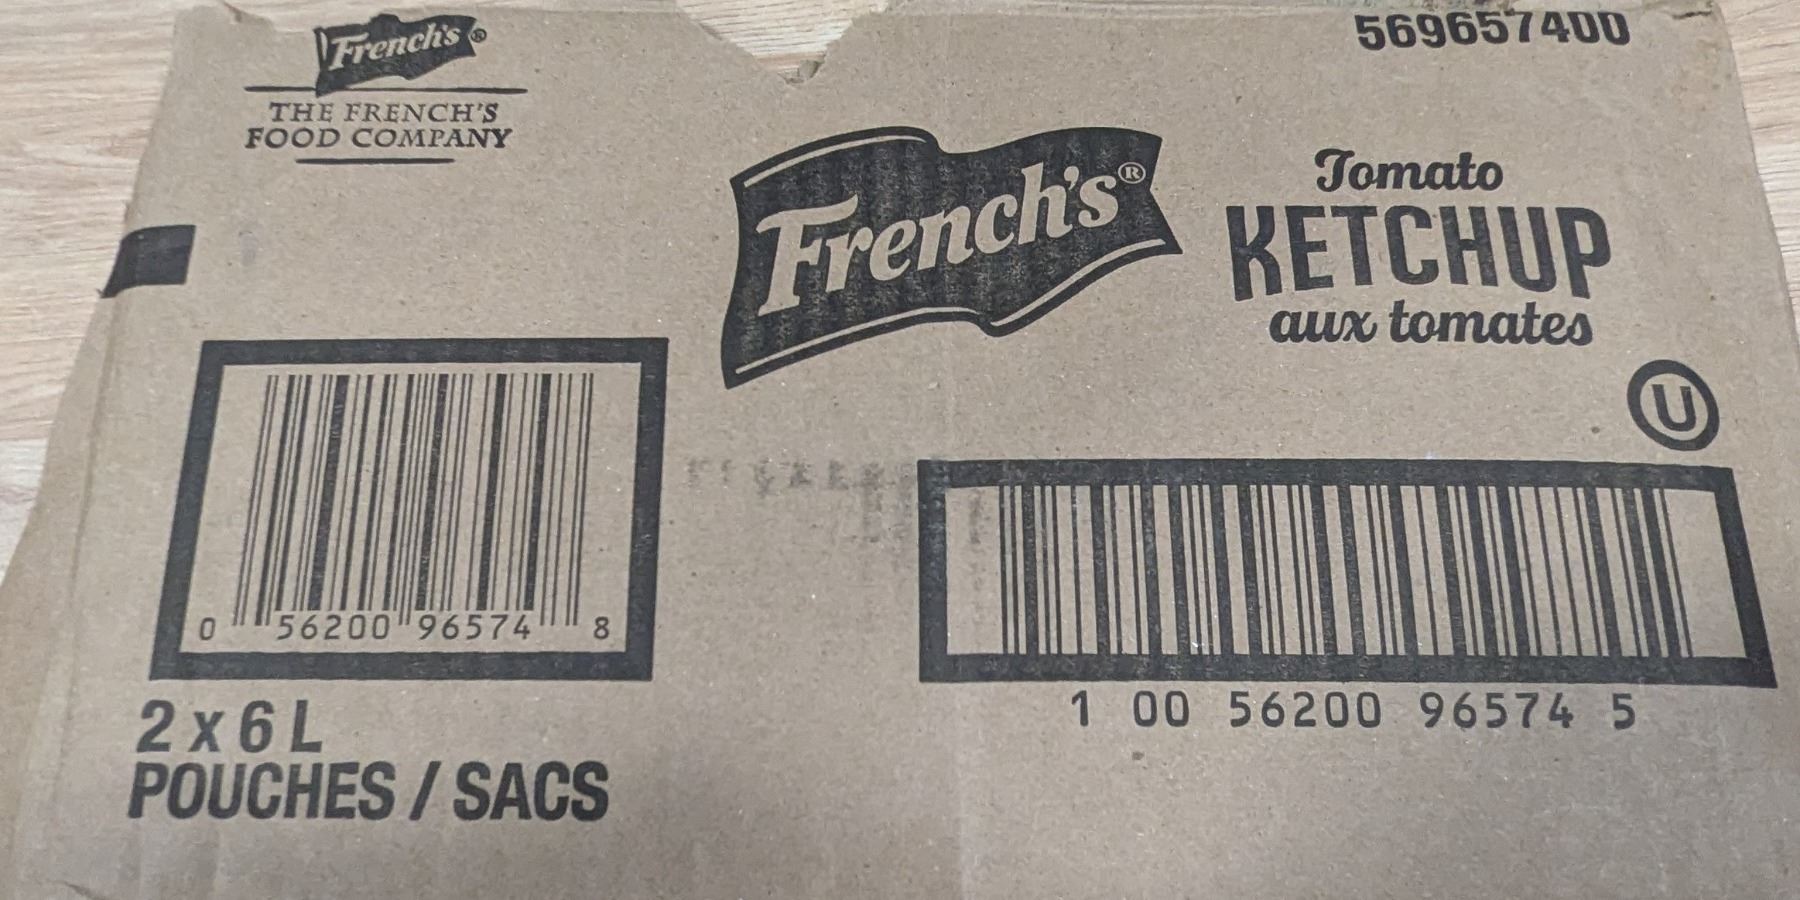 French's®
THE FRENCH'S
FOOD COMPANY
569657400
French's®
Tomato
KETCHUP
aux tomates
U
0 56200 96574 8
1 00 56200 96574 5
2 x 6 L
POUCHES / SACS